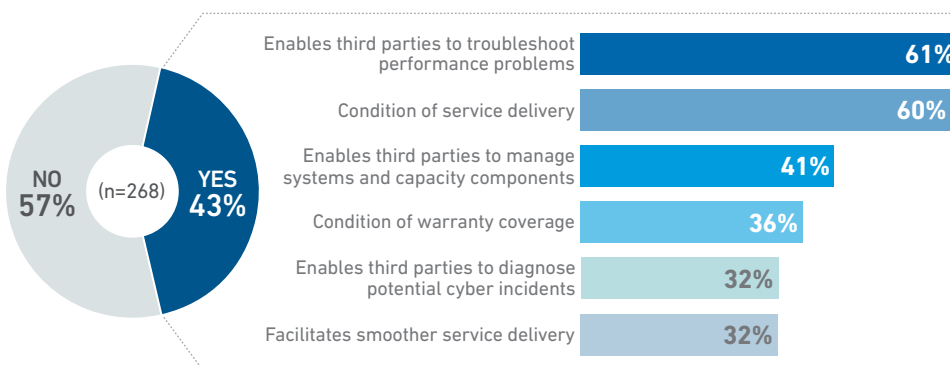 NO
57%
(n=268)
YES
43%
Enables third parties to troubleshoot
performance problems
61%
Condition of service delivery
60%
Enables third parties to manage
systems and capacity components
41%
Condition of warranty coverage
36%
Enables third parties to diagnose
potential cyber incidents
32%
Facilitates smoother service delivery
32%